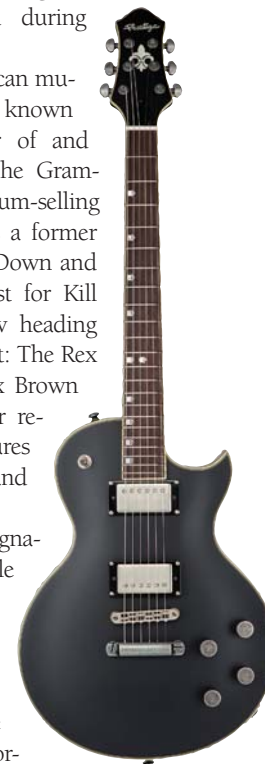 during
can mu-
known
of and
he Gram-
um-selling
a former
Down and
st for Kill
w heading
t: The Rex
x Brown
r re-
ures
nd
gna-
le
or-
Prestige